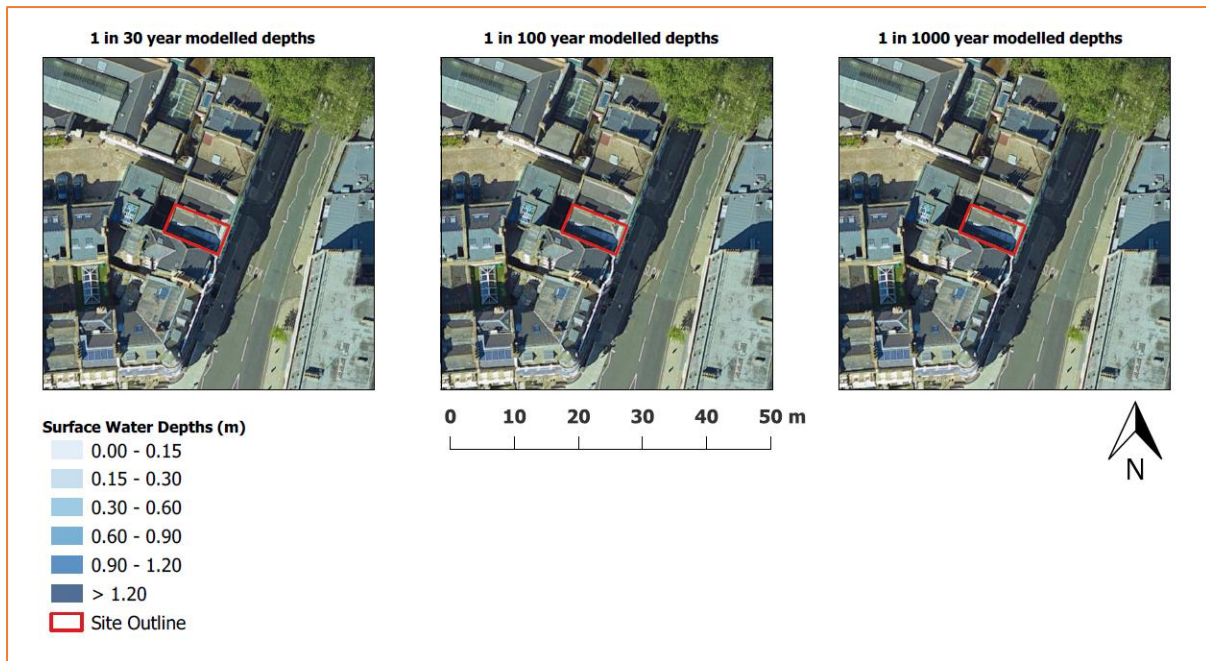 1 in 30 year modelled depths
1 in 100 year modelled depths
1 in 1000 year modelled depths
Surface Water Depths (m)
0.00 - 0.15
0.15 - 0.30
0.30 - 0.60
0.60 - 0.90
0.90 - 1.20
> 1.20
Site Outline
0 10 20 30 40 50 m
N